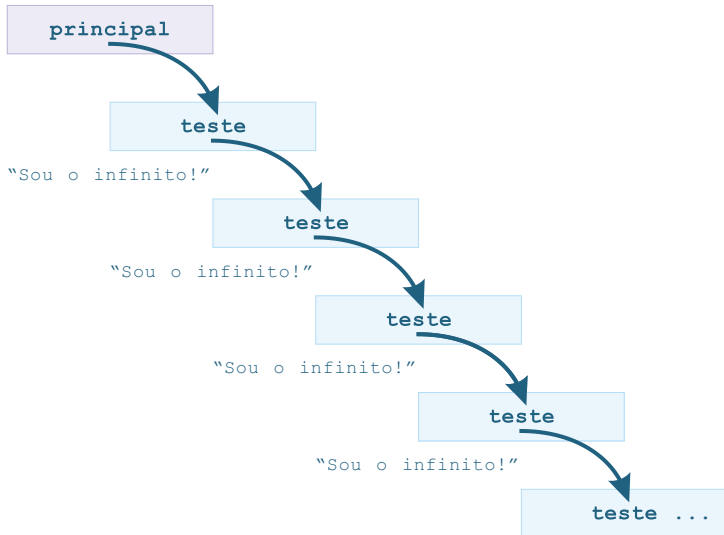 principal
teste
“Sou o infinito!”
teste
“Sou o infinito!”
teste
“Sou o infinito!”
teste
“Sou o infinito!”
teste ...